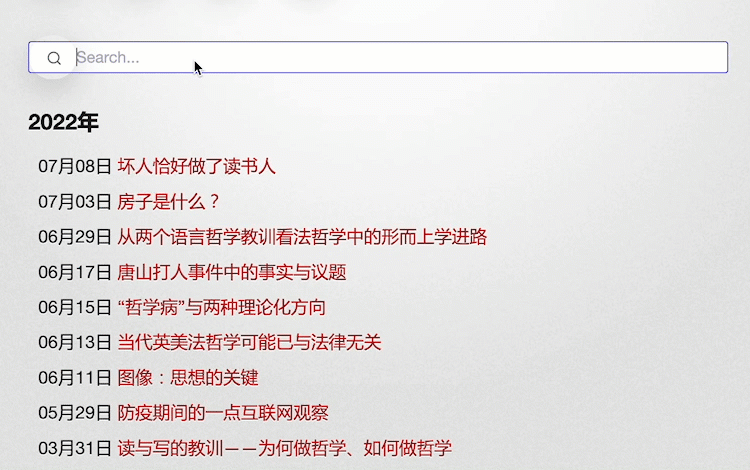 Search...
2022年
07月08日 坏人恰好做了读书人
07月03日 房子是什么？
06月29日 从两个语言哲学教训看法哲学中的形而上学进路
06月17日 唐山打人事件中的事实与议题
06月15日 “哲学病”与两种理论化方向
06月13日 当代英美法哲学可能已与法律无关
06月11日 图像：思想的关键
05月29日 防疫期间的一点互联网观察
03月31日 读与写的教训——为何做哲学、如何做哲学